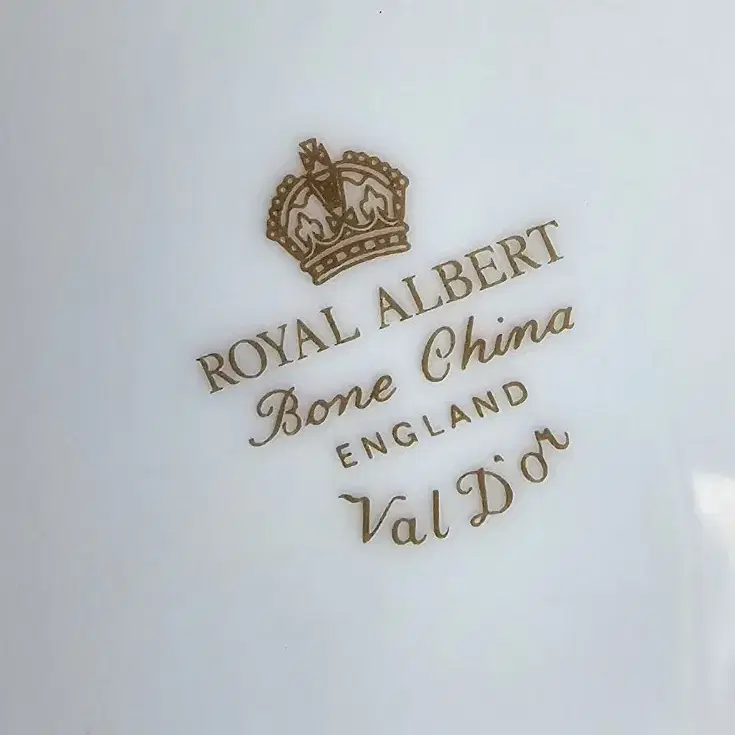 ROYAL ALBERT
Bone China
ENGLAND
Val D'or